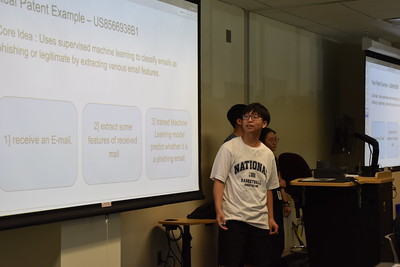 cal Patent Example – US8566938B1
Core Idea : Uses supervised machine learning to classify emails as
phishing or legitimate by extracting various email features.
1] receive an E-mail.
2] extract some
features of received
mail
3] trained Machine
Learning model
predict whether it is
a phishing email
NATIONAL
BASKETBALL